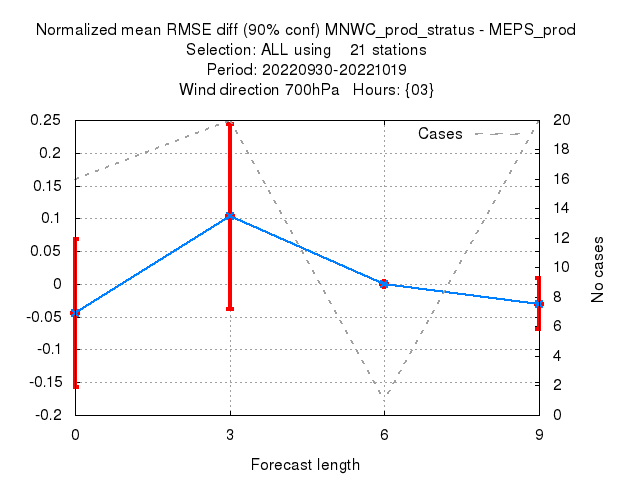 Normalized mean RMSE diff (90% conf) MNWC_prod_stratus - MEPS_prod
Selection: ALL using    21 stations
Period: 20220930-20221019
Wind direction 700hPa   Hours: {03}
Cases
0.25
0.2
0.15
0.1
0.05
0
-0.05
-0.1
-0.15
-0.2
20
18
16
14
12
10
8
6
4
2
0
No cases
0 3 6 9
Forecast length